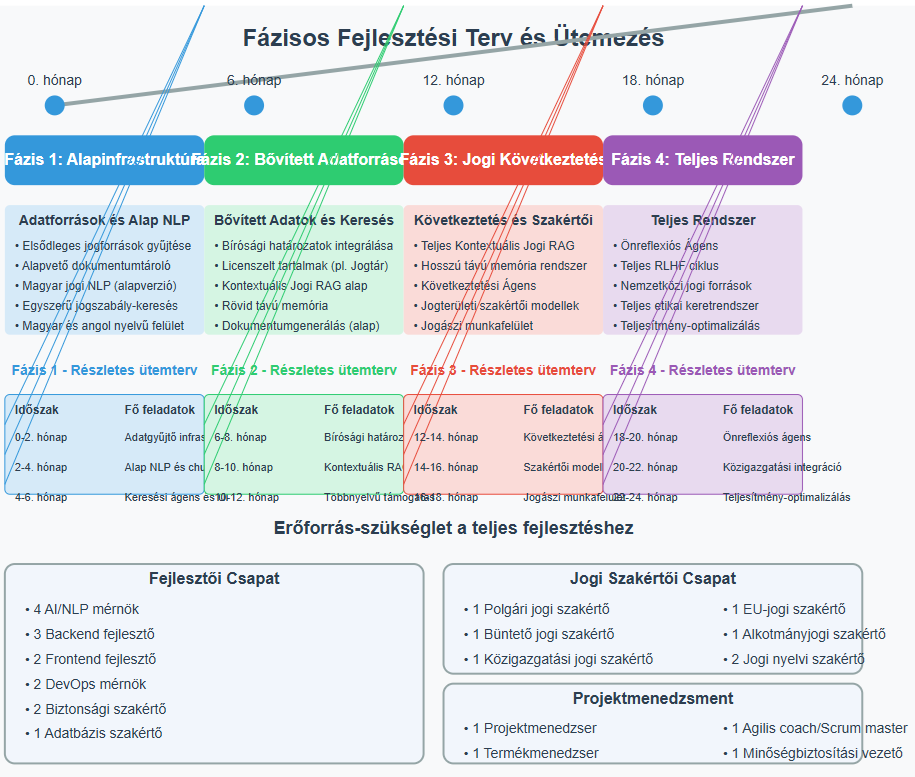 Fázisos Fejlesztési Terv és Ütemezés
0. hónap 6. hónap 12. hónap 18. hónap 24. hónap
Fázis 1: Alapinfrastruktúra Fázis 2: Bővített Adatforrások Fázis 3: Jogi Következtetés Fázis 4: Teljes Rendszer
Adatforrások és Alap NLP
• Elsődleges jogforrások gyűjtése
• Alapvető dokumentumtároló
• Magyar jogi NLP (alapverzió)
• Egyszerű jogszabály-keresés
• Magyar és angol nyelvű felület
Bővített Adatok és Keresés
• Bírósági határozatok integrálása
• Licenszelt tartalmak (pl. Jogtár)
• Kontextuális Jogi RAG alap
• Rövid távú memória
• Dokumentumgenerálás (alap)
Következtetés és Szakértői
• Teljes Kontextuális Jogi RAG
• Hosszú távú memória rendszer
• Következtetési Ágens
• Jogterületi szakértői modellek
• Jogászi munkafelület
Teljes Rendszer
• Önreflexiós Ágens
• Teljes RLHF ciklus
• Nemzetközi jogi források
• Teljes etikai keretrendszer
• Teljesítmény-optimalizálás
Fázis 1 - Részletes ütemterv
Időszak Fő feladatok
0-2. hónap Adatgyűjtő
2-4. hónap Alap NLP és
4-6. hónap Keresési ágens és
Fázis 2 - Részletes ütemterv
Időszak Fő feladatok
6-8. hónap Bírósági
8-10. hónap Kontextuális
10-12. hónap Többnyelvű támogatás
Fázis 3 - Részletes ütemterv
Időszak Fő feladatok
12-14. hónap Következtetési
14-16. hónap Szakértői
16-18. hónap Jogászi munkafelület
Fázis 4 - Részletes ütemterv
Időszak Fő feladatok
18-20. hónap Önreflexiós ágens
20-22. hónap Közigazgatási integráció
22-24. hónap Teljesítmény-optimalizálás
Erőforrás-szükséglet a teljes fejlesztéshez
Fejlesztői Csapat
• 4 AI/NLP mérnök
• 3 Backend fejlesztő
• 2 Frontend fejlesztő
• 2 DevOps mérnök
• 2 Biztonsági szakértő
• 1 Adatbázis szakértő
Jogi Szakértői Csapat
• 1 Polgári jogi szakértő • 1 EU-jogi szakértő
• 1 Büntető jogi szakértő • 1 Alkotmányjogi szakértő
• 1 Közigazgatási jogi szakértő • 2 Jogi nyelvi szakértő
Projektmenedzsment
• 1 Projektmenedzser • 1 Agilis coach/Scrum master
• 1 Termékmenedzser • 1 Minőségbiztosítási vezető